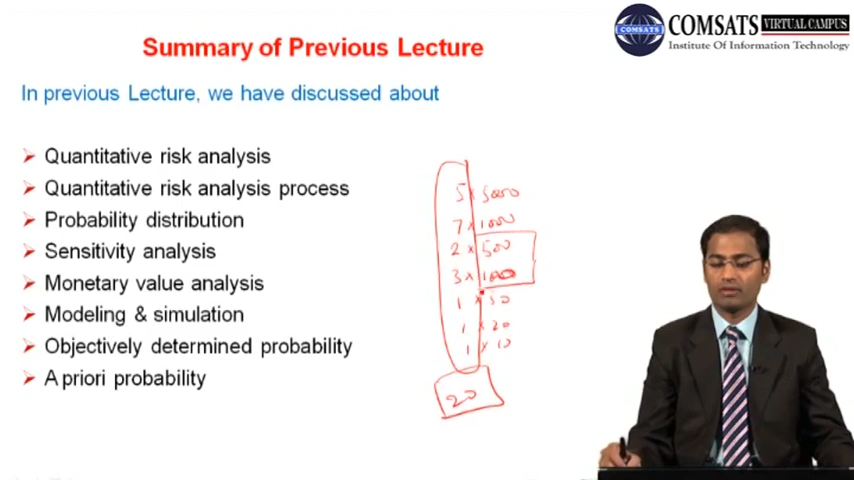 COMSATS VIRTUAL CAMPUS
Institute Of Information Technology
COMSATS
Summary of Previous Lecture
In previous Lecture, we have discussed about
Quantitative risk analysis
Quantitative risk analysis process
Probability distribution
Sensitivity analysis
Monetary value analysis
Modeling & simulation
Objectively determined probability
A priori probability
5 x 5000
7 x 1000
2 x 500
3 x 100
1 x 50
1 x 20
1 x 10
20